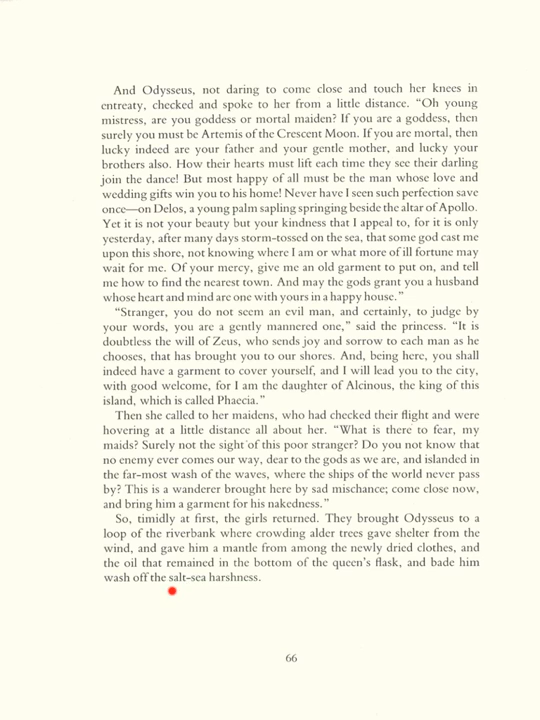 And Odysseus, not daring to come close and touch her knees in
entreaty, checked and spoke to her from a little distance. “Oh young
mistress, are you goddess or mortal maiden? If you are a goddess, then
surely you must be Artemis of the Crescent Moon. If you are mortal, then
lucky indeed are your father and your gentle mother, and lucky your
brothers also. How their hearts must lift each time they see their darling
join the dance! But most happy of all must be the man whose love and
wedding gifts win you to his home! Never have I seen such perfection save
once—on Delos, a young palm sapling springing beside the altar of Apollo.
Yet it is not your beauty but your kindness that I appeal to, for it is only
yesterday, after many days storm-tossed on the sea, that some god cast me
upon this shore, not knowing where I am or what more of ill fortune may
wait for me. Of your mercy, give me an old garment to put on, and tell
me how to find the nearest town. And may the gods grant you a husband
whose heart and mind are one with yours in a happy house.”
“Stranger, you do not seem an evil man, and certainly, to judge by
your words, you are a gently mannered one,” said the princess. “It is
doubtless the will of Zeus, who sends joy and sorrow to each man as he
chooses, that has brought you to our shores. And, being here, you shall
indeed have a garment to cover yourself, and I will lead you to the city,
with good welcome, for I am the daughter of Alcinous, the king of this
island, which is called Phaecia.”
Then she called to her maidens, who had checked their flight and were
hovering at a little distance all about her. “What is there to fear, my
maids? Surely not the sight of this poor stranger? Do you not know that
no enemy ever comes our way, dear to the gods as we are, and islanded in
the far-most wash of the waves, where the ships of the world never pass
by? This is a wanderer brought here by sad mischance; come close now,
and bring him a garment for his nakedness.”
So, timidly at first, the girls returned. They brought Odysseus to a
loop of the riverbank where crowding alder trees gave shelter from the
wind, and gave him a mantle from among the newly dried clothes, and
the oil that remained in the bottom of the queen’s flask, and bade him
wash off the salt-sea harshness.
66